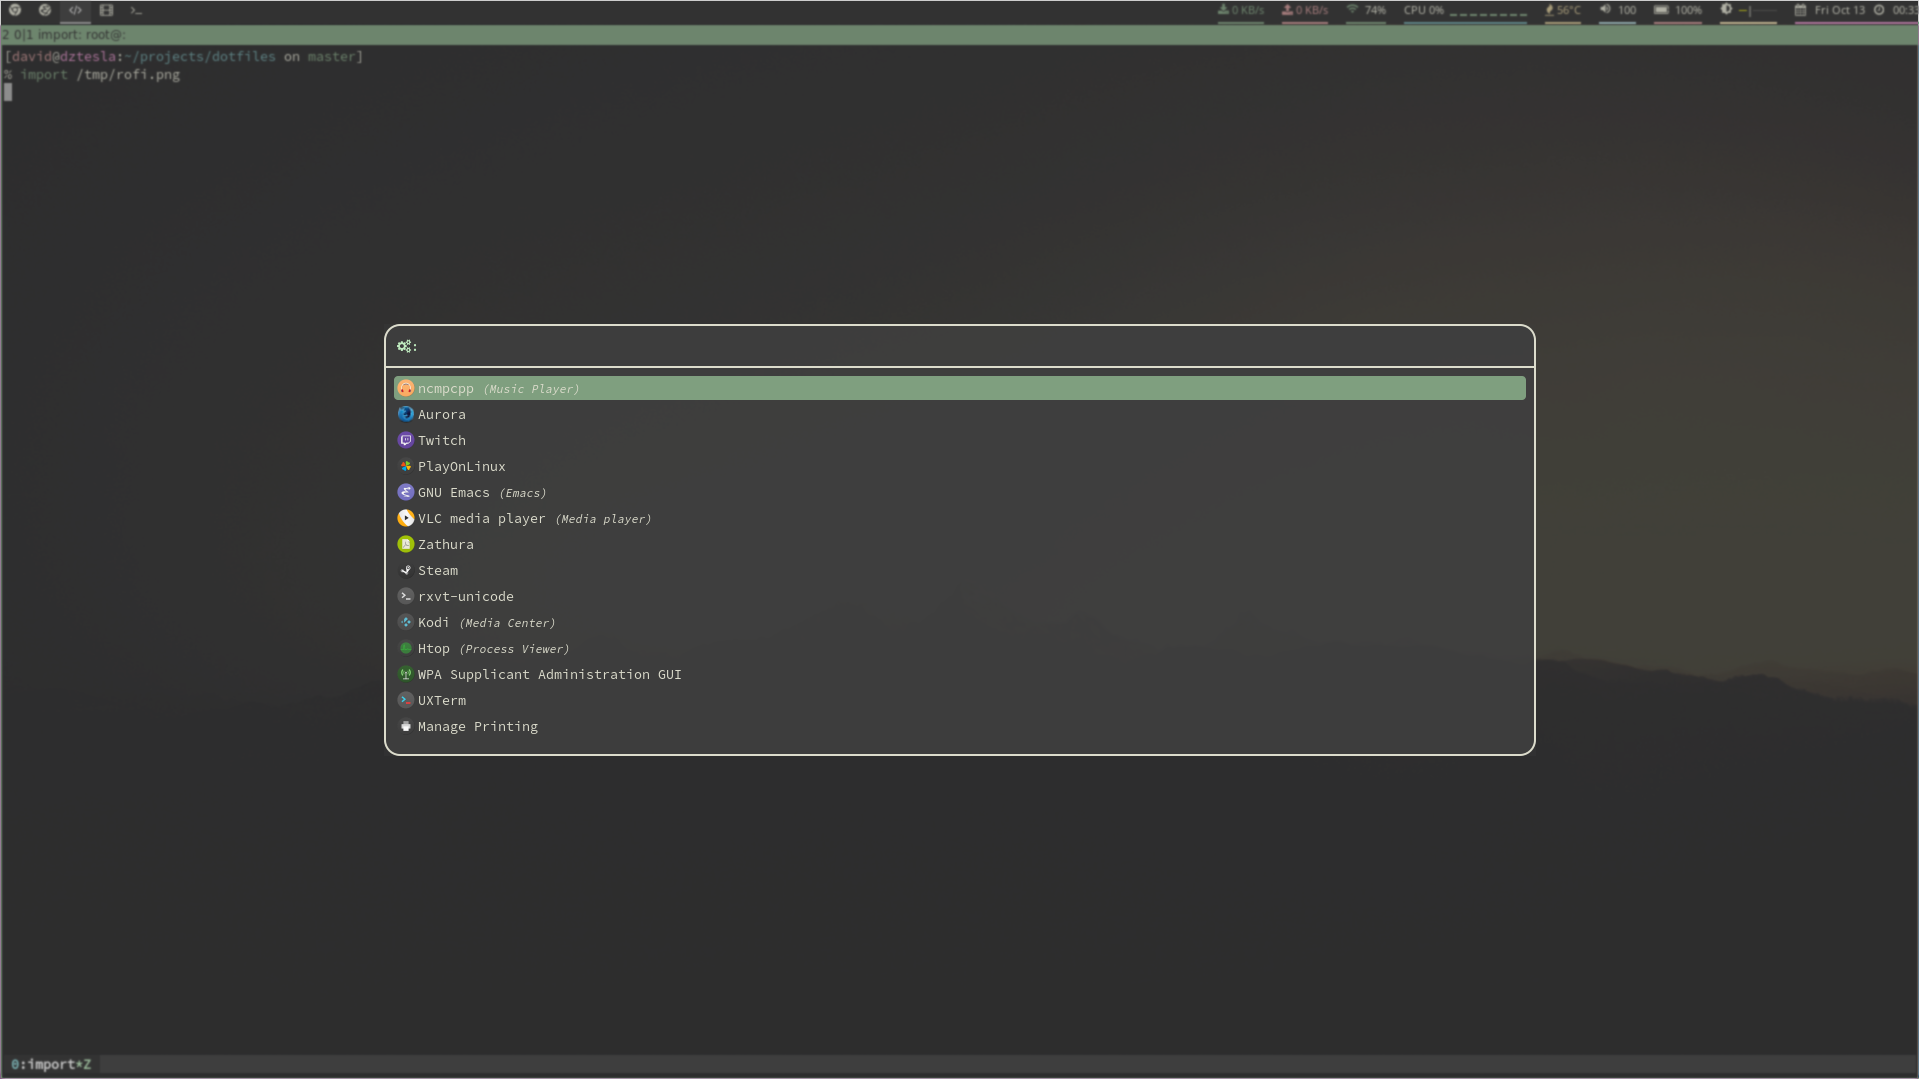 0 KB/s 0 KB/s 74% CPU 0% 56°C 100 100% Fri Oct 13
2 0|1 import: root@:
[david@dztesla:~/projects/dotfiles on master]
% import /tmp/rofi.png
:
ncmpcpp (Music Player)
Aurora
Twitch
PlayOnLinux
GNU Emacs (Emacs)
VLC media player (Media player)
Zathura
Steam
rxvt-unicode
Kodi (Media Center)
Htop (Process Viewer)
WPA Supplicant Administration GUI
UXTerm
Manage Printing
0:import*Z